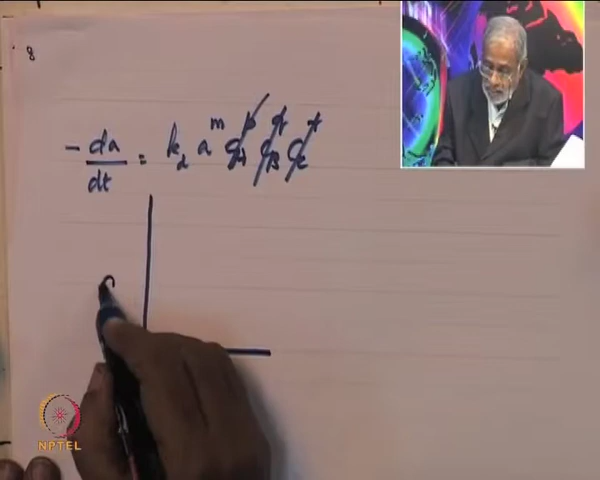 8
- da/dt = k_d a^m C_A^p C_B^q C_C^r
a
NPTEL